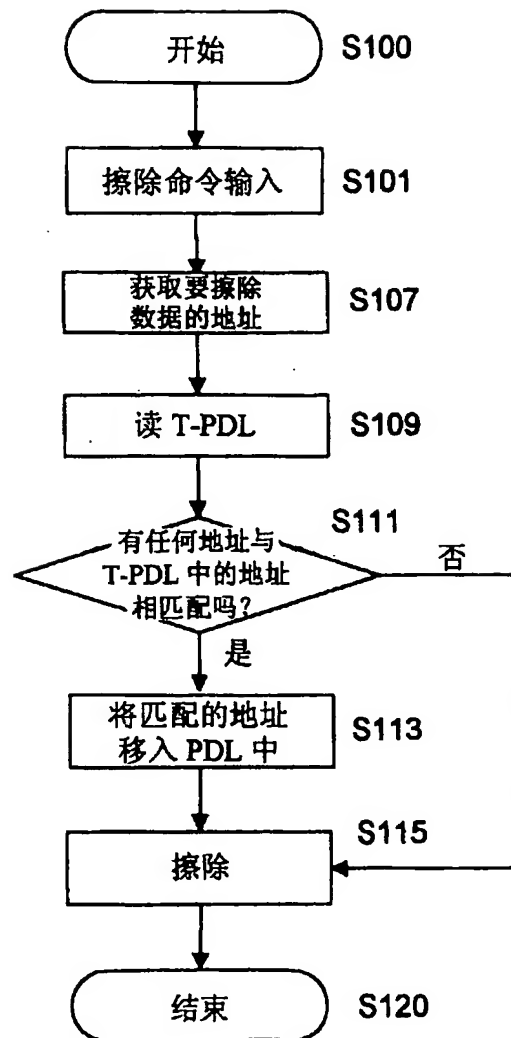 开始
S100
擦除命令输入
S101
获取要擦除
数据的地址
S107
读 T-PDL
S109
S111
有任何地址与
T-PDL 中的地址
相匹配吗?
否
是
将匹配的地址
移入 PDL 中
S113
S115
擦除
结束
S120